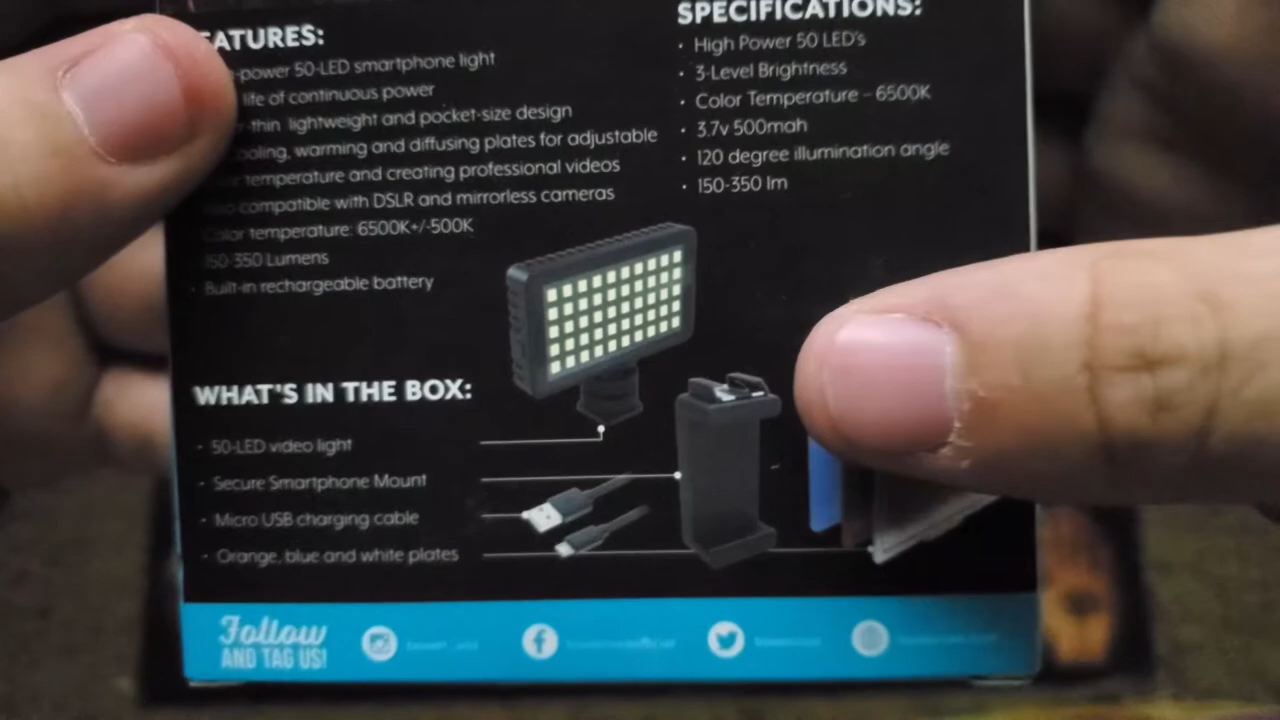 FEATURES:
-power 50-LED smartphone light
life of continuous power
-thin lightweight and pocket-size design
cooling, warming and diffusing plates for adjustable
temperature and creating professional videos
compatible with DSLR and mirrorless cameras
Color temperature: 6500K+/-500K
150-350 Lumens
• Built-in rechargeable battery
SPECIFICATIONS:
• High Power 50 LED's
• 3-Level Brightness
• Color Temperature – 6500K
• 3.7v 500mah
• 120 degree illumination angle
• 150-350 lm
WHAT'S IN THE BOX:
• 50-LED video light
• Secure Smartphone Mount
• Micro USB charging cable
• Orange, blue and white plates
Follow
AND TAG US!